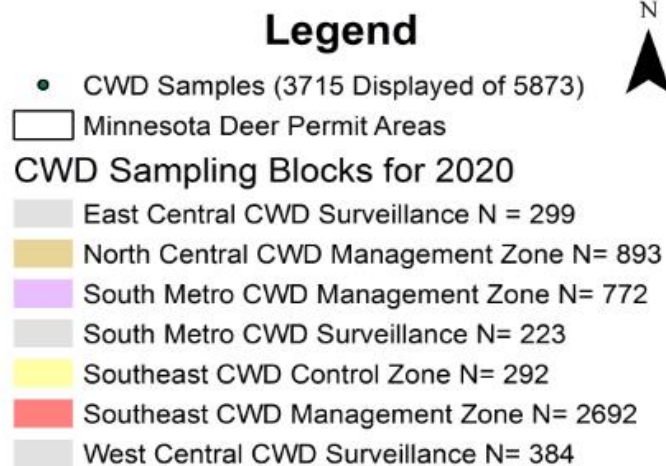 N
Legend
CWD Samples (3715 Displayed of 5873)
Minnesota Deer Permit Areas
CWD Sampling Blocks for 2020
East Central CWD Surveillance N = 299
North Central CWD Management Zone N= 893
South Metro CWD Management Zone N= 772
South Metro CWD Surveillance N= 223
Southeast CWD Control Zone N= 292
Southeast CWD Management Zone N= 2692
West Central CWD Surveillance N= 384